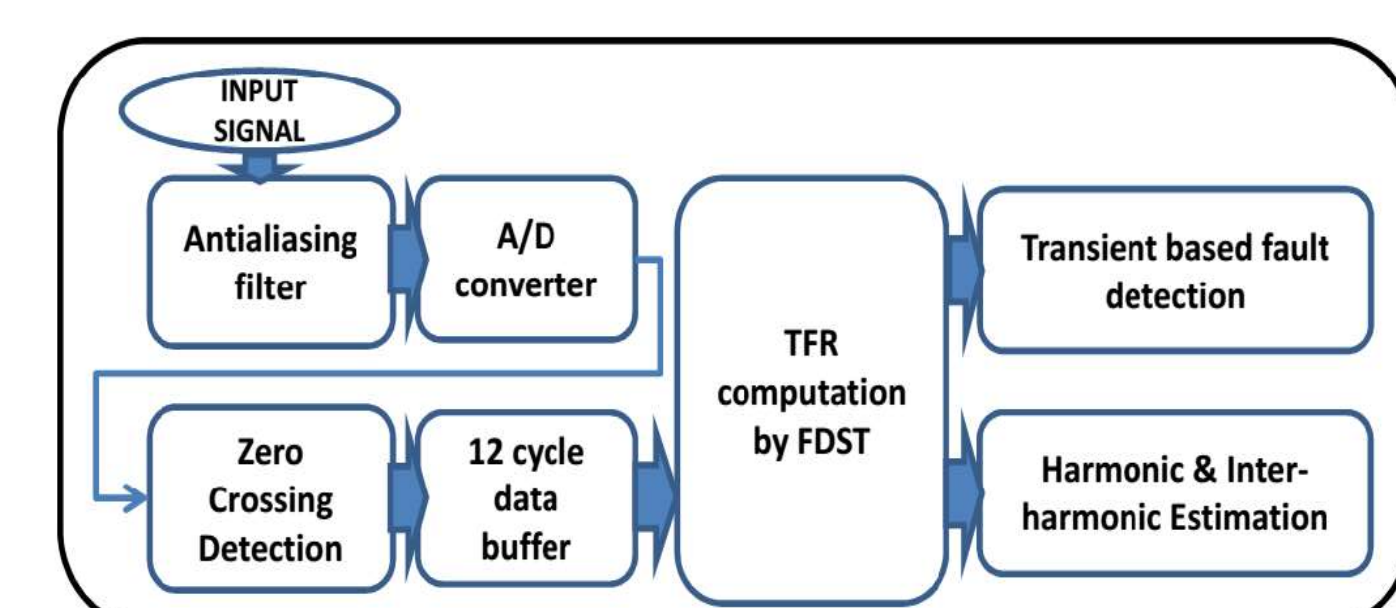 INPUT
SIGNAL
Antialiasing
filter
A/D
converter
Zero
Crossing
Detection
12 cycle
data
buffer
TFR
computation
by FDST
Transient based fault
detection
Harmonic & Inter-
harmonic Estimation